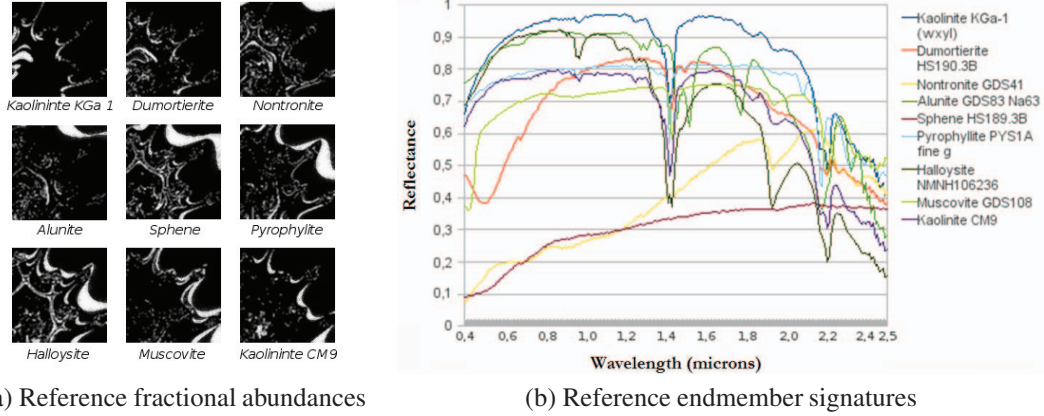 Kaolininte KGa 1
Dumortierite
Nontronite
Alunite
Sphene
Pyrophylite
Halloysite
Muscovite
Kaolininte CM9
a) Reference fractional abundances
1
0,9
0,8
0,7
0,6
0,5
0,4
0,3
0,2
0,1
0
Reflectance
0,4 0,6 0,8 1,0 1,2 1,4 1,6 1,8 2,0 2,2 2,5
Wavelength (microns)
Kaolinite KGa-1
(wxyl)
Dumortierite
HS190.3B
Nontronite GDS41
Alunite GDS83 Na63
Sphene HS189.3B
Pyrophyllite PYS1A
fine g
Halloysite
NMNH106236
Muscovite GDS108
Kaolinite CM9
(b) Reference endmember signatures